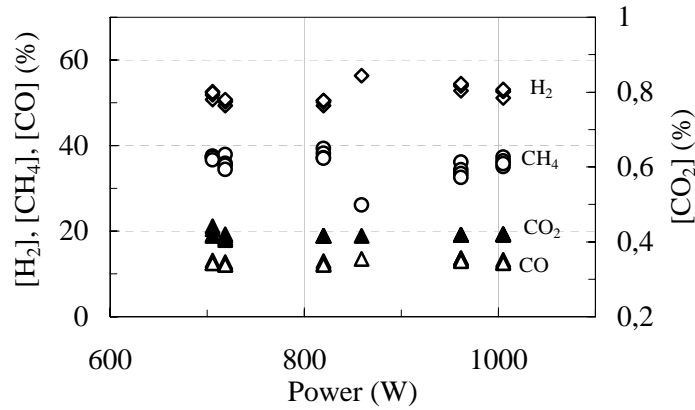 [H₂], [CH₄], [CO] (%)
60
40
20
0
H₂
CH₄
CO₂
CO
1
0,8
0,6
0,4
0,2
[CO₂] (%)
600
800
1000
Power (W)